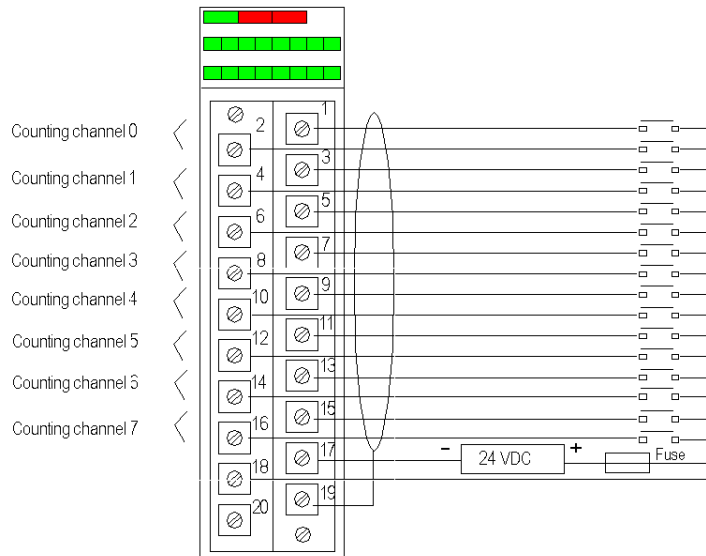 1
Counting channel 0
2
3
4
Counting channel 1
5
6
Counting channel 2
7
8
Counting channel 3
9
10
Counting channel 4
11
12
Counting channel 5
13
14
Counting channel 6
15
16
Counting channel 7
17
- 24 VDC + Fuse
18
19
20